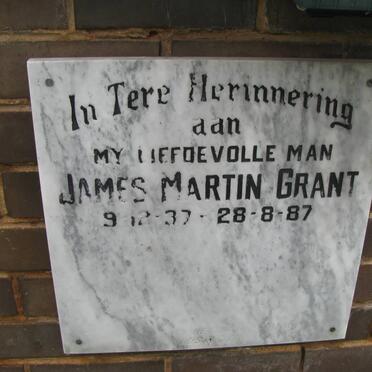 In Tere Herinnering
aan
MY LIEFDEVOLLE MAN
JAMES MARTIN GRANT
9-12-37 - 28-8-87